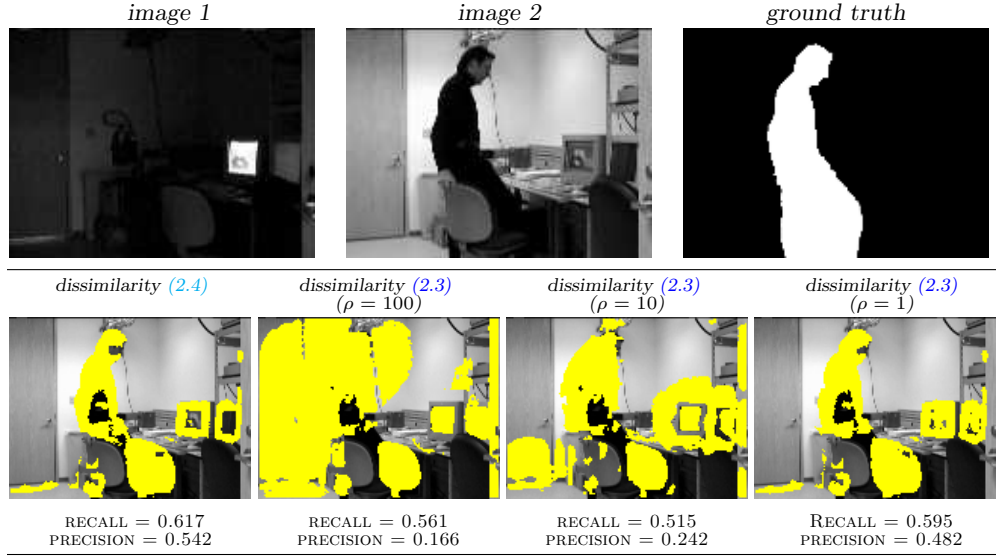 image 1 image 2 ground truth
dissimilarity (2.4) dissimilarity (2.3) dissimilarity (2.3) dissimilarity (2.3)
(ρ = 100) (ρ = 10) (ρ = 1)
RECALL = 0.617 RECALL = 0.561 RECALL = 0.515 RECALL = 0.595
PRECISION = 0.542 PRECISION = 0.166 PRECISION = 0.242 PRECISION = 0.482